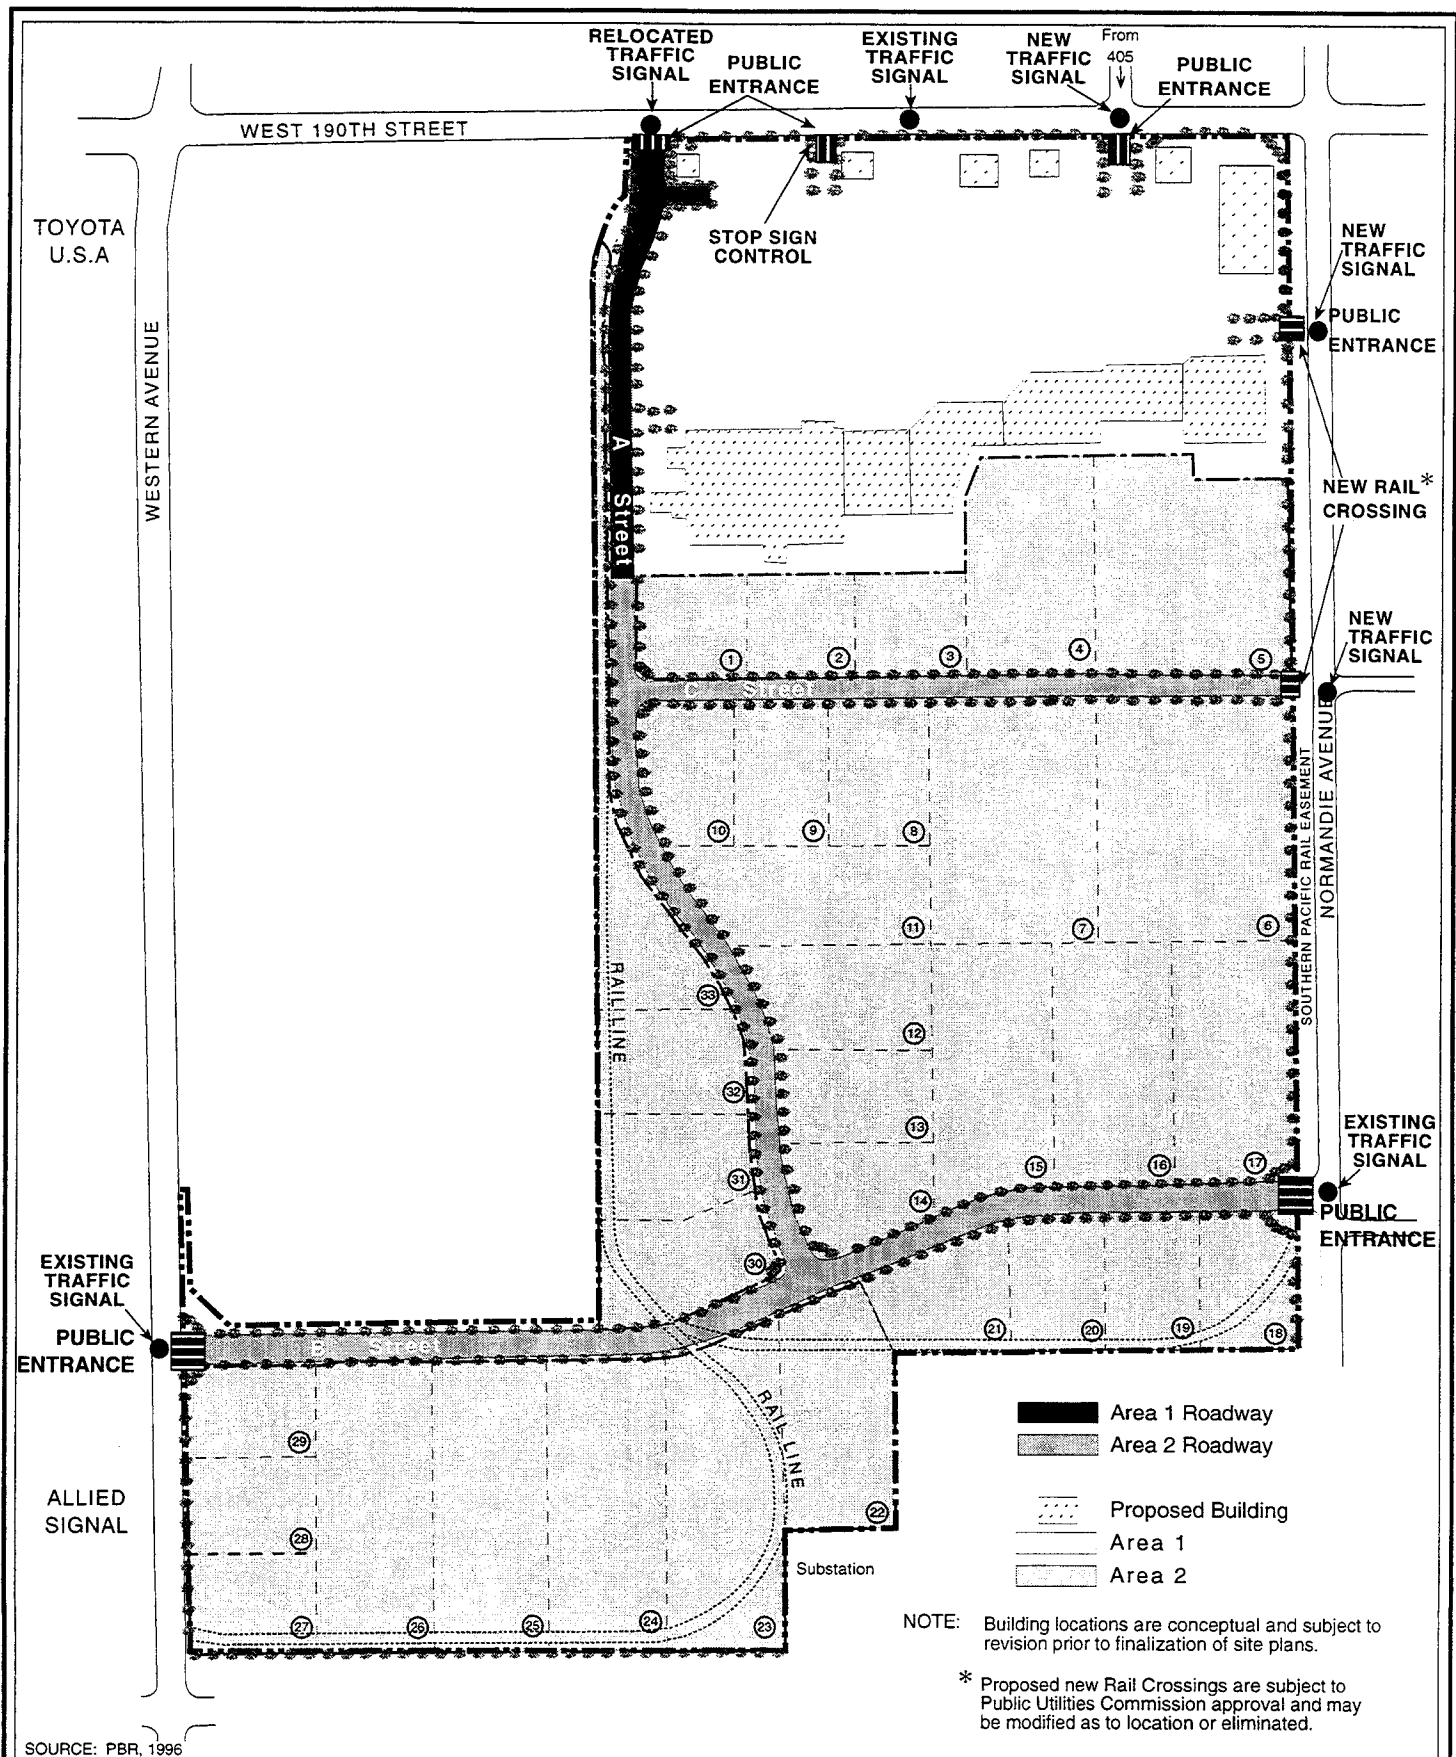 RELOCATED
TRAFFIC
SIGNAL
PUBLIC
ENTRANCE
EXISTING
TRAFFIC
SIGNAL
NEW
TRAFFIC
SIGNAL
From
405
PUBLIC
ENTRANCE
WEST 190TH STREET
TOYOTA
U.S.A
STOP SIGN
CONTROL
NEW
TRAFFIC
SIGNAL
PUBLIC
ENTRANCE
WESTERN AVENUE
A Street
NEW RAIL*
CROSSING
NEW
TRAFFIC
SIGNAL
1
2
3
4
5
C Street
NORMANDIE AVENUE
SOUTHERN PACIFIC RAIL EASEMENT
10
9
8
11
7
6
RAIL LINE
33
12
32
13
31
15
16
17
14
EXISTING
TRAFFIC
SIGNAL
PUBLIC
ENTRANCE
30
EXISTING
TRAFFIC
SIGNAL
PUBLIC
ENTRANCE
B Street
21
20
19
18
RAIL LINE
29
28
22
27
26
25
24
23
ALLIED
SIGNAL
Substation
Area 1 Roadway
Area 2 Roadway
Proposed Building
Area 1
Area 2
NOTE: Building locations are conceptual and subject to
revision prior to finalization of site plans.
* Proposed new Rail Crossings are subject to
Public Utilities Commission approval and may
be modified as to location or eliminated.
SOURCE: PBR, 1996